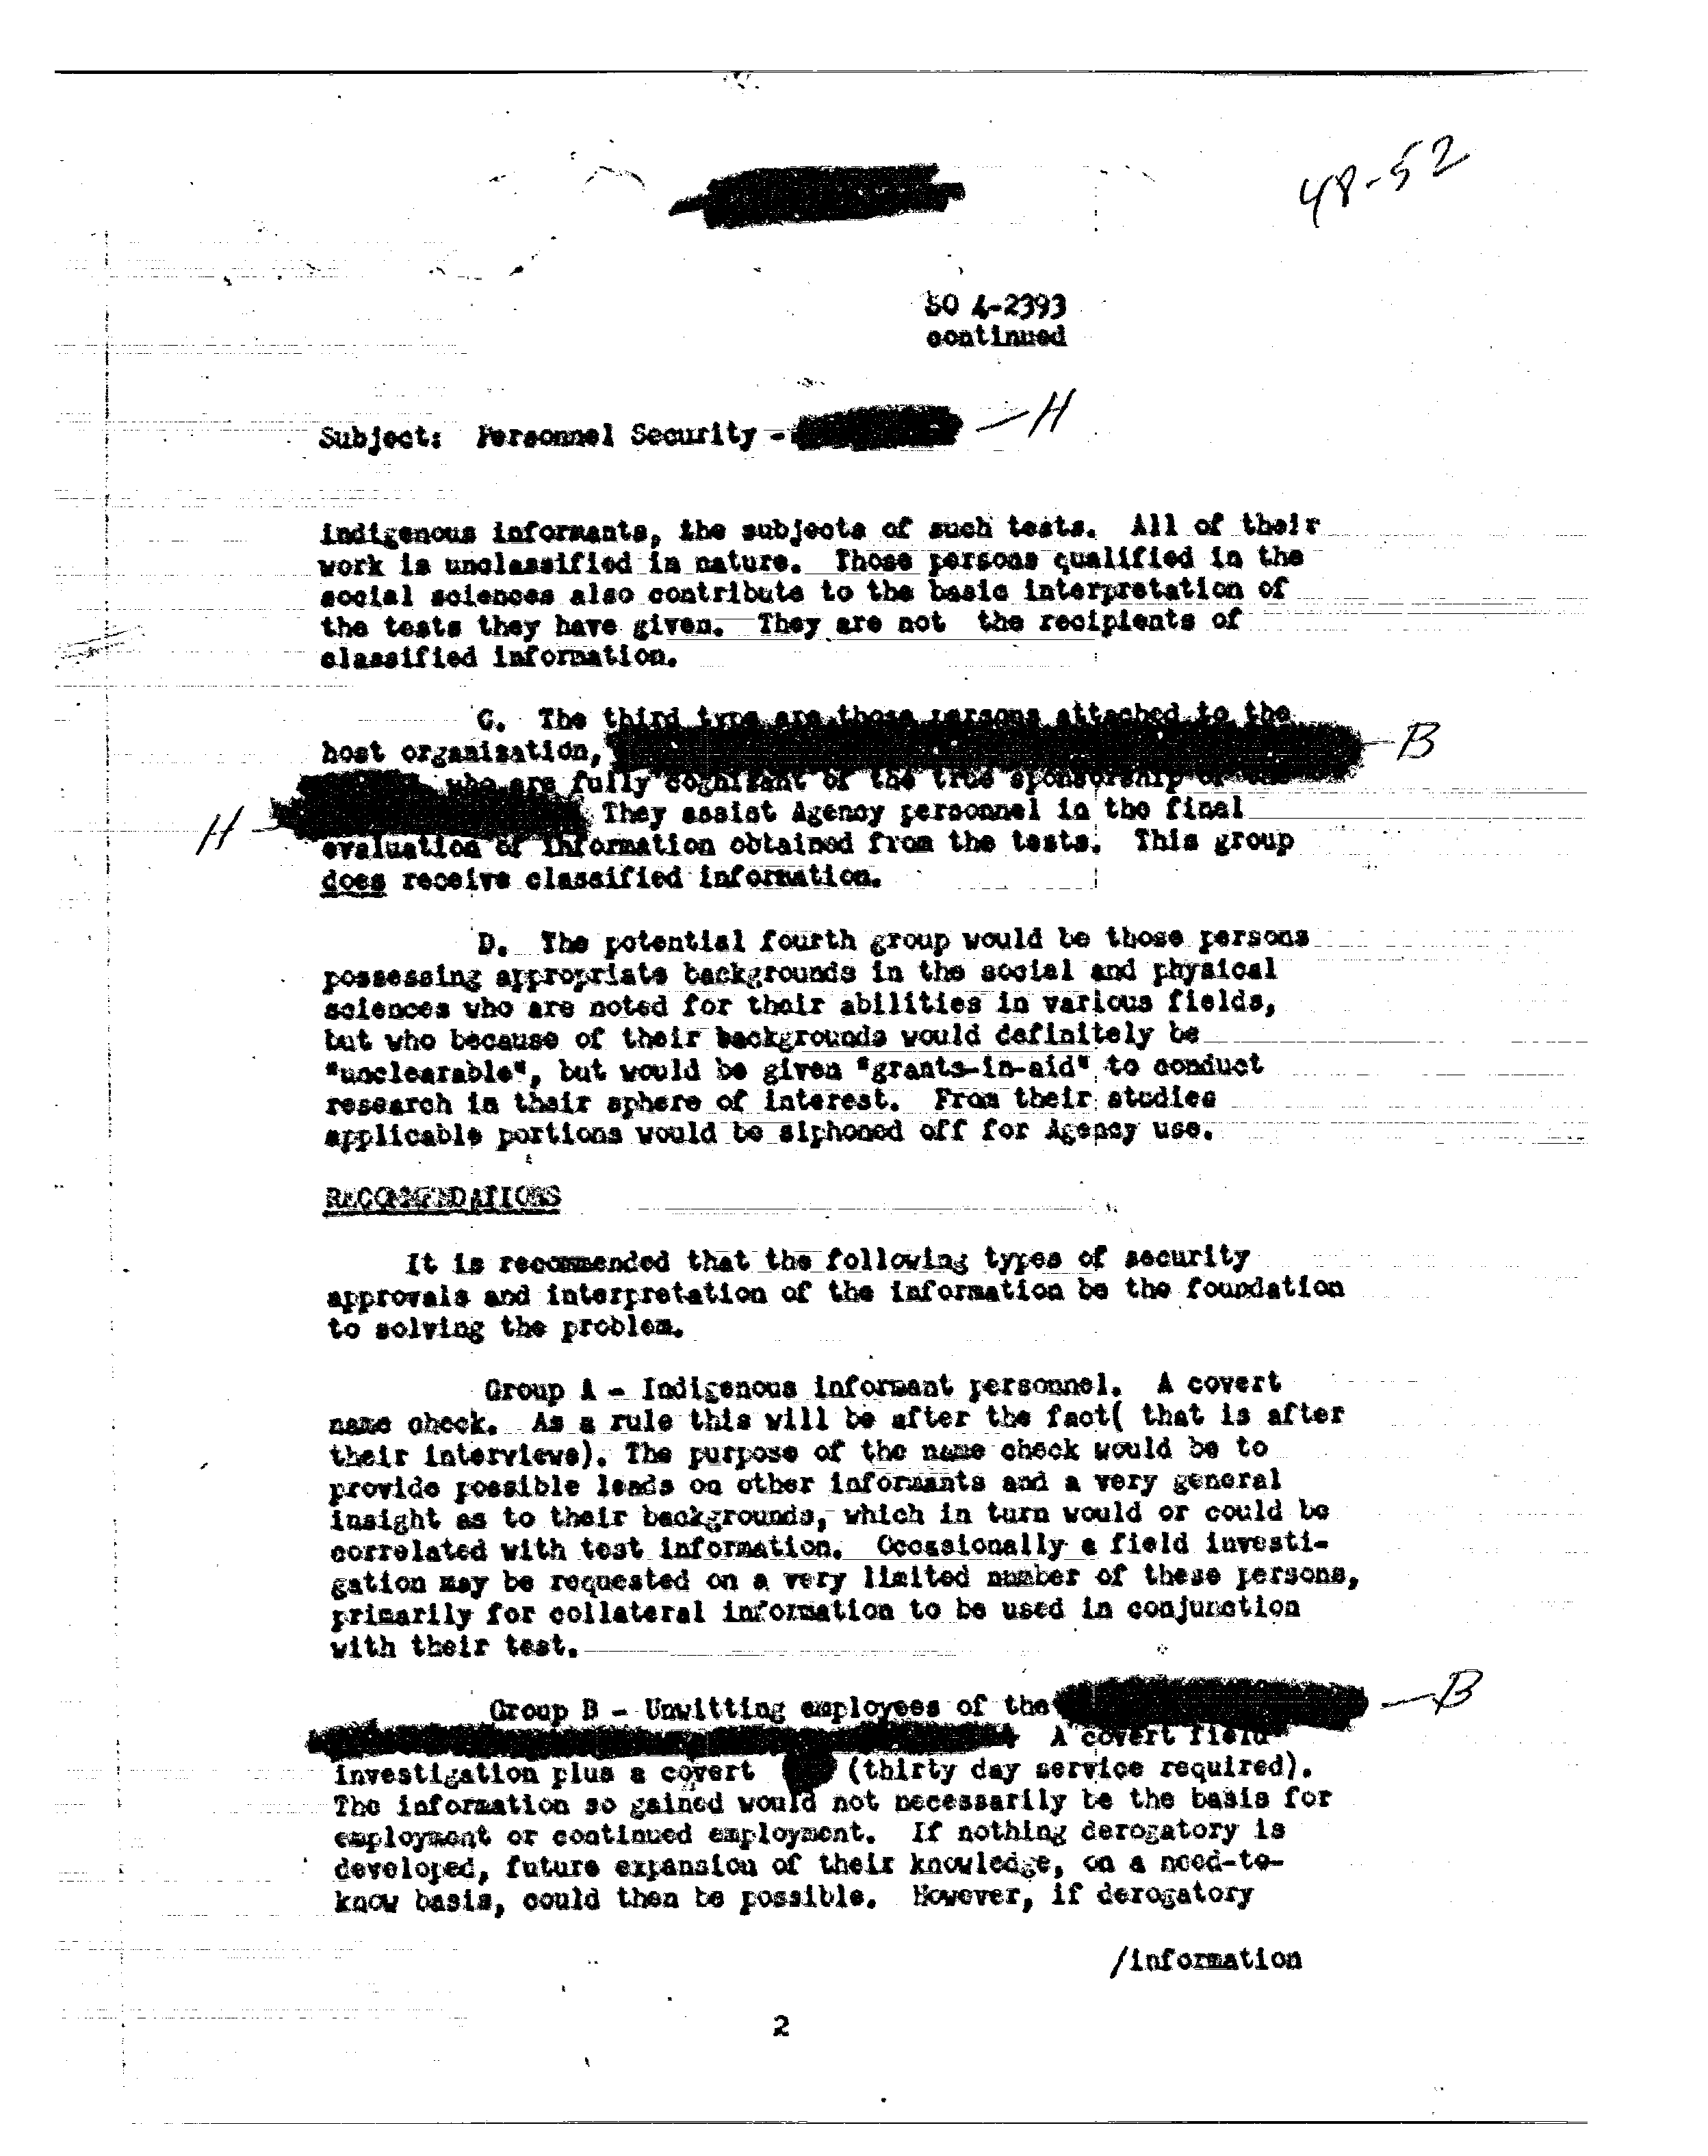 48-52
SO 4-2393
continued
Subject: Personnel Security - H
indigenous informants, the subjects of such tests. All of their
work is unclassified in nature. Those persons qualified in the
social sciences also contribute to the basic interpretation of
the tests they have given. They are not the recipients of
classified information.
C. The third type are those persons attached to the
host organization, B
who are fully cognizant of the true sponsorship of the
H They assist Agency personnel in the final
evaluation of information obtained from the tests. This group
does receive classified information.
D. The potential fourth group would be those persons
possessing appropriate backgrounds in the social and physical
sciences who are noted for their abilities in various fields,
but who because of their backgrounds would definitely be
"unclearable", but would be given "grants-in-aid" to conduct
research in their sphere of interest. From their studies
applicable portions would be siphoned off for Agency use.
RECOMMENDATIONS
It is recommended that the following types of security
approvals and interpretation of the information be the foundation
to solving the problem.
Group A - Indigenous informant personnel. A covert
name check. As a rule this will be after the fact( that is after
their interviews). The purpose of the name check would be to
provide possible leads on other informants and a very general
insight as to their backgrounds, which in turn would or could be
correlated with test information. Occasionally a field investi-
gation may be requested on a very limited number of these persons,
primarily for collateral information to be used in conjunction
with their test.
Group B - Unwitting employees of the B
A covert field
investigation plus a covert (thirty day service required).
The information so gained would not necessarily be the basis for
employment or continued employment. If nothing derogatory is
developed, future expansion of their knowledge, on a need-to-
know basis, could then be possible. However, if derogatory
/information
2